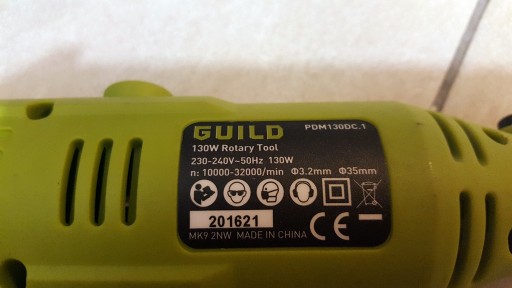 GUILD PDM130DC.1
130W Rotary Tool
230-240V~50Hz 130W
n: 10000-32000/min Φ3.2mm Φ35mm
201621
CE
MK9 2NW MADE IN CHINA